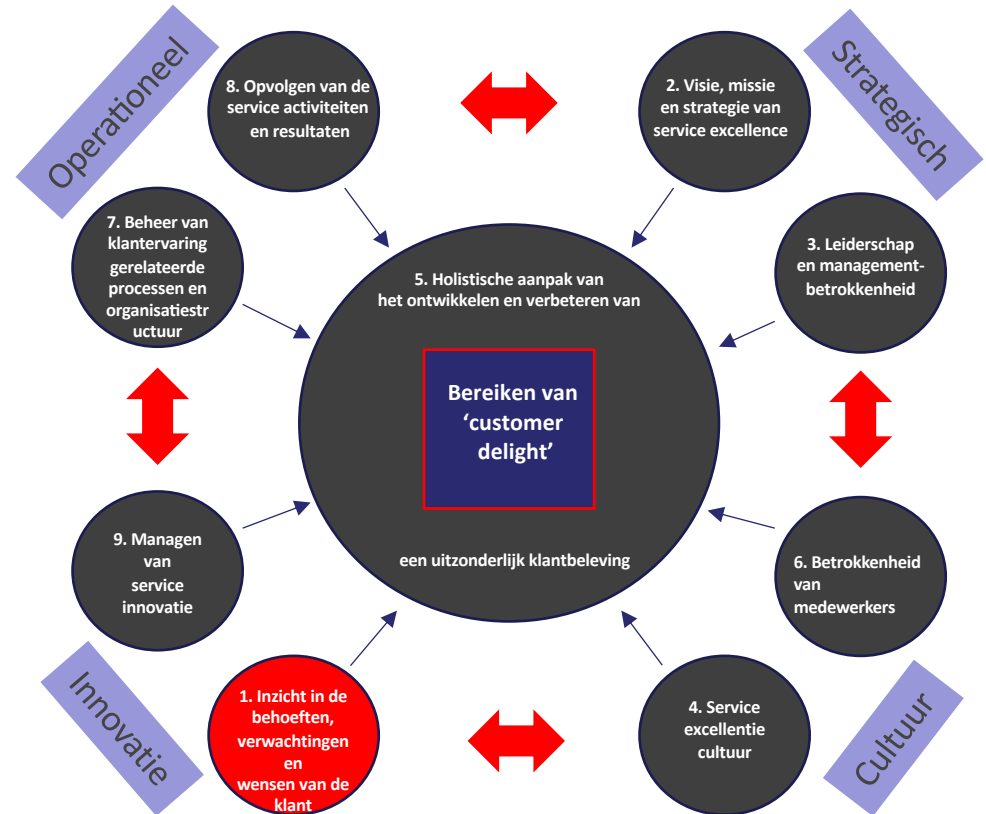 Operationeel
8. Opvolgen van de
service activiteiten
en resultaten
2. Visie, missie
en strategie van
service excellence
Strategisch
7. Beheer van
klantervaring
gerelateerde
processen en
organisatiestr
uctuur
3. Leiderschap
en management-
betrokkenheid
5. Holistische aanpak van
het ontwikkelen en verbeteren van
Bereiken van
‘customer
delight’
een uitzonderlijk klantbeleving
9. Managen
van
service
innovatie
6. Betrokkenheid
van
medewerkers
Innovatie
1. Inzicht in de
behoeften,
verwachtingen
en
wensen van de
klant
4. Service
excellentie
cultuur
Cultuur